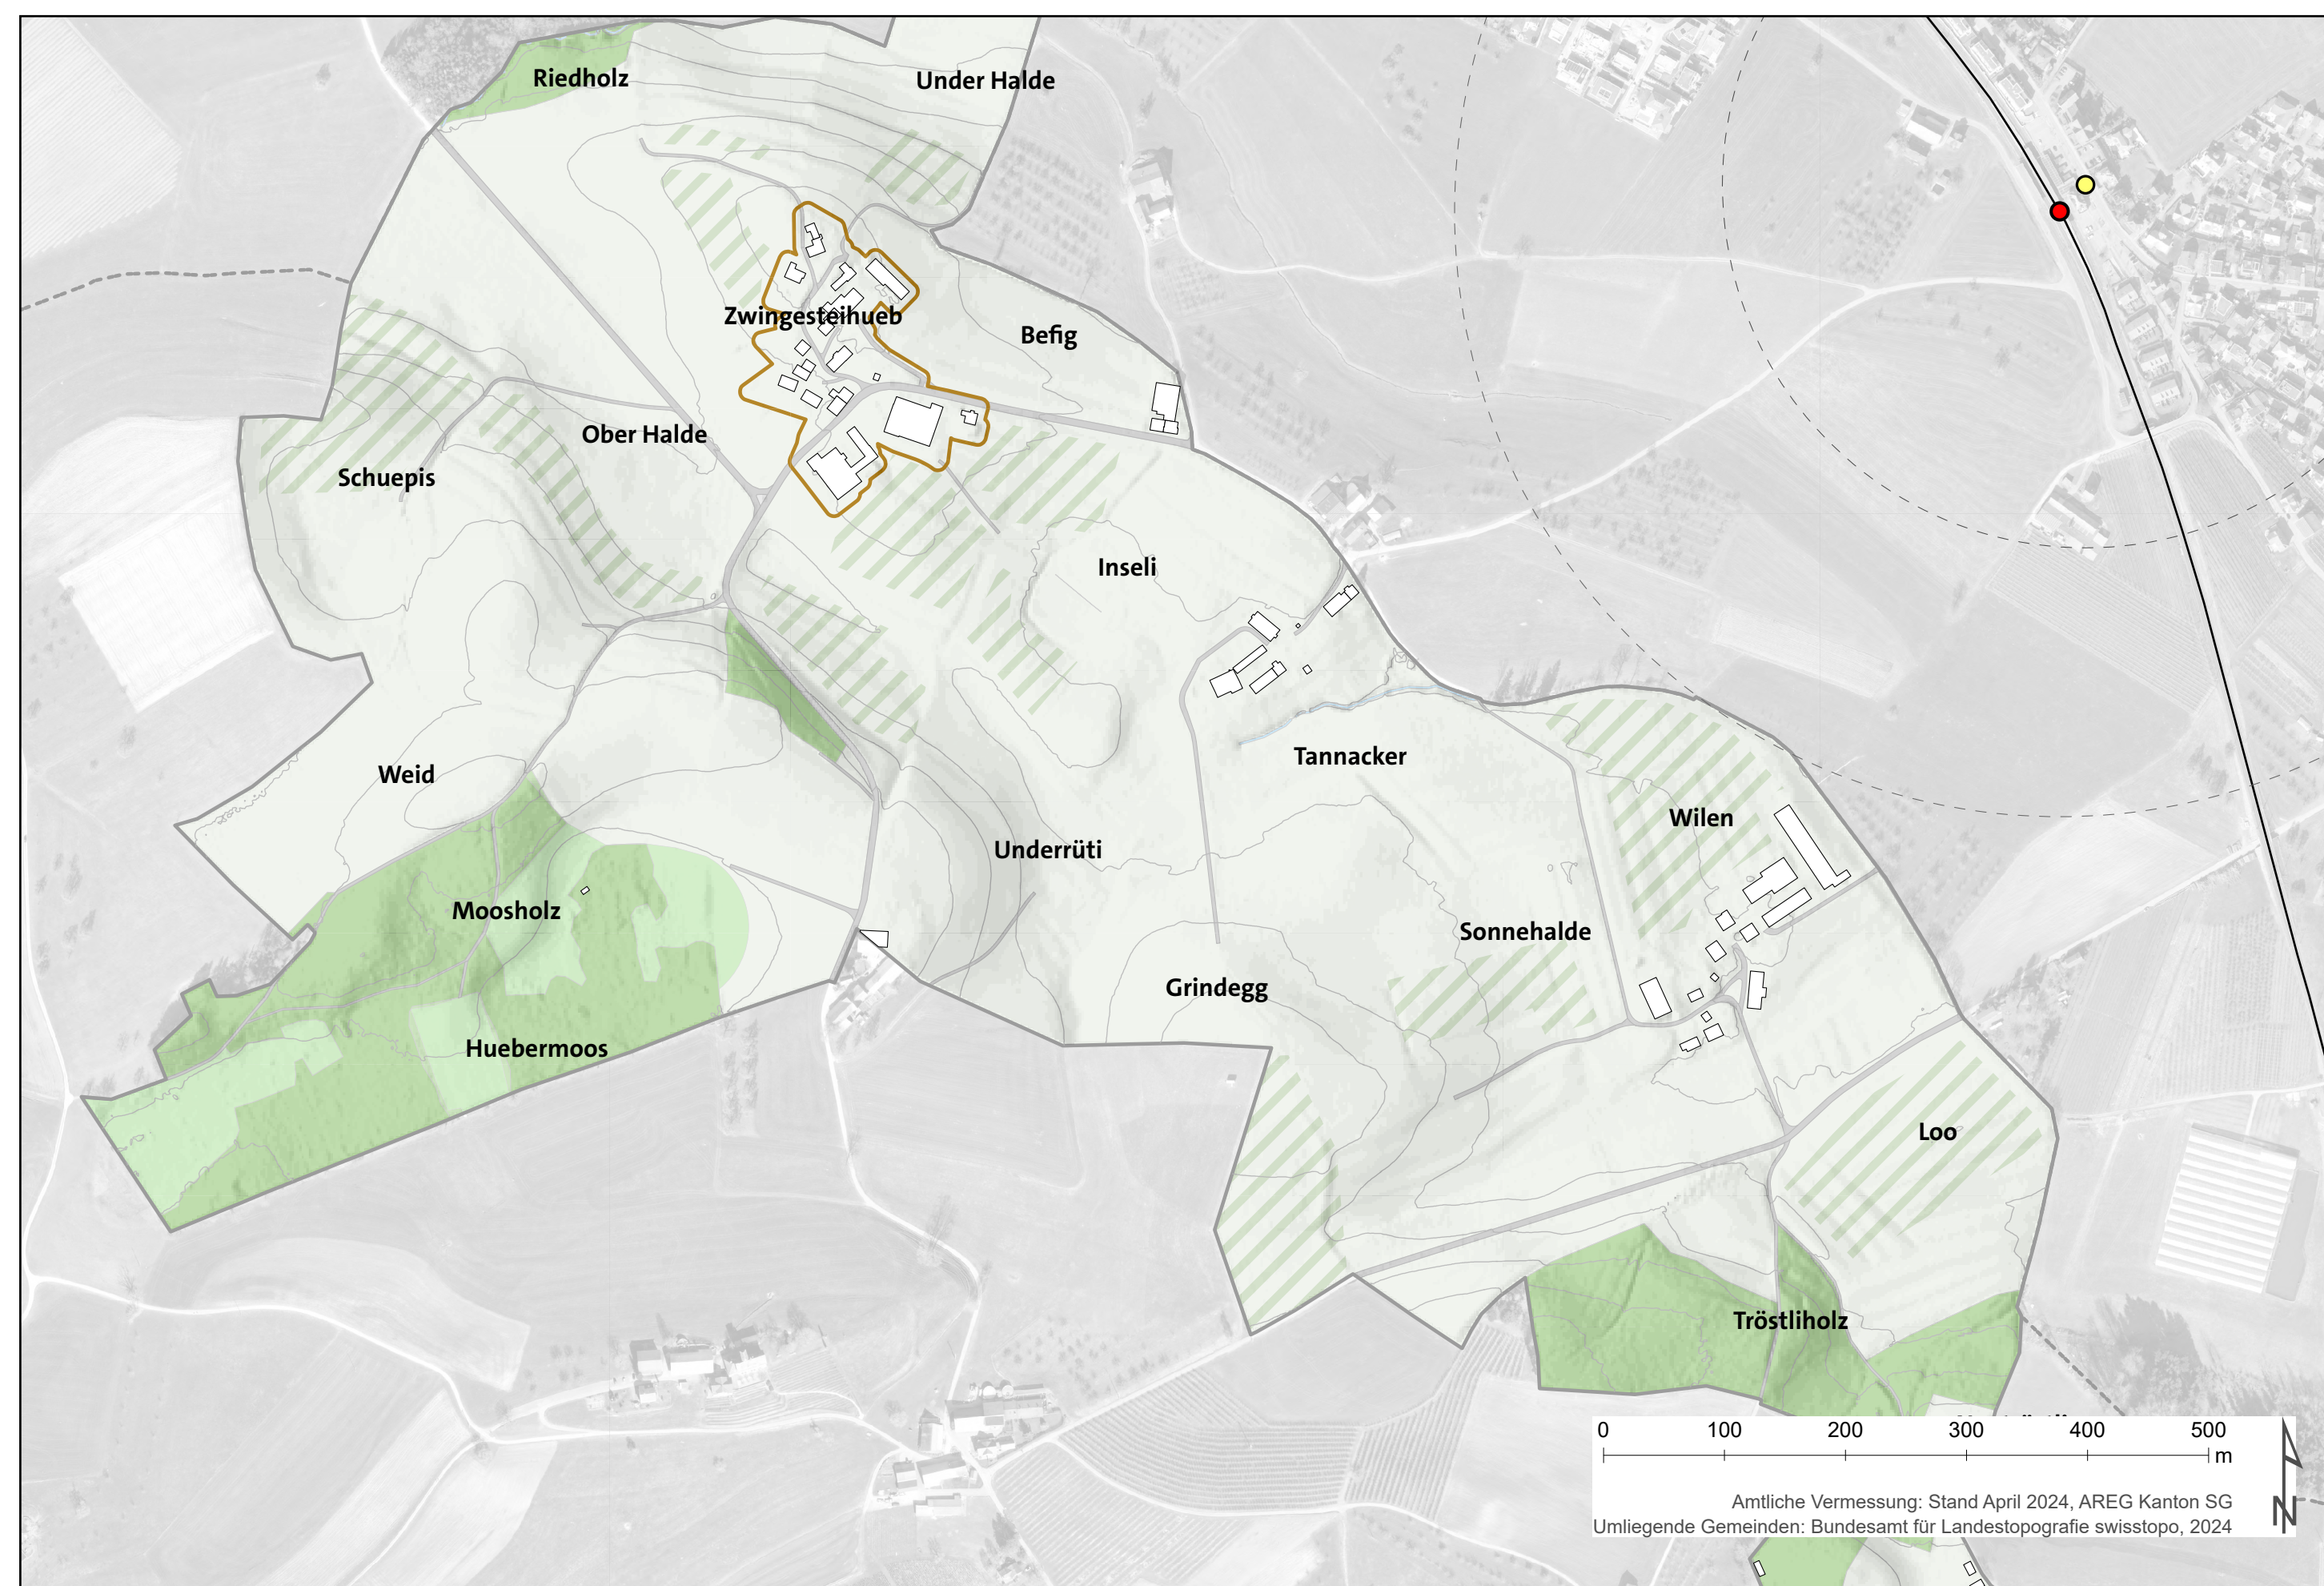 Riedholz
Under Halde
Zwingesteihueb
Befig
Ober Halde
Schuepis
Inseli
Tannacker
Weid
Wilen
Underrüti
Moosholz
Sonnehalde
Grindegg
Huebermoos
Loo
Tröstliholz
0 100 200 300 400 500
m
Amtliche Vermessung: Stand April 2024, AREG Kanton SG
Umliegende Gemeinden: Bundesamt für Landestopografie swisstopo, 2024
N